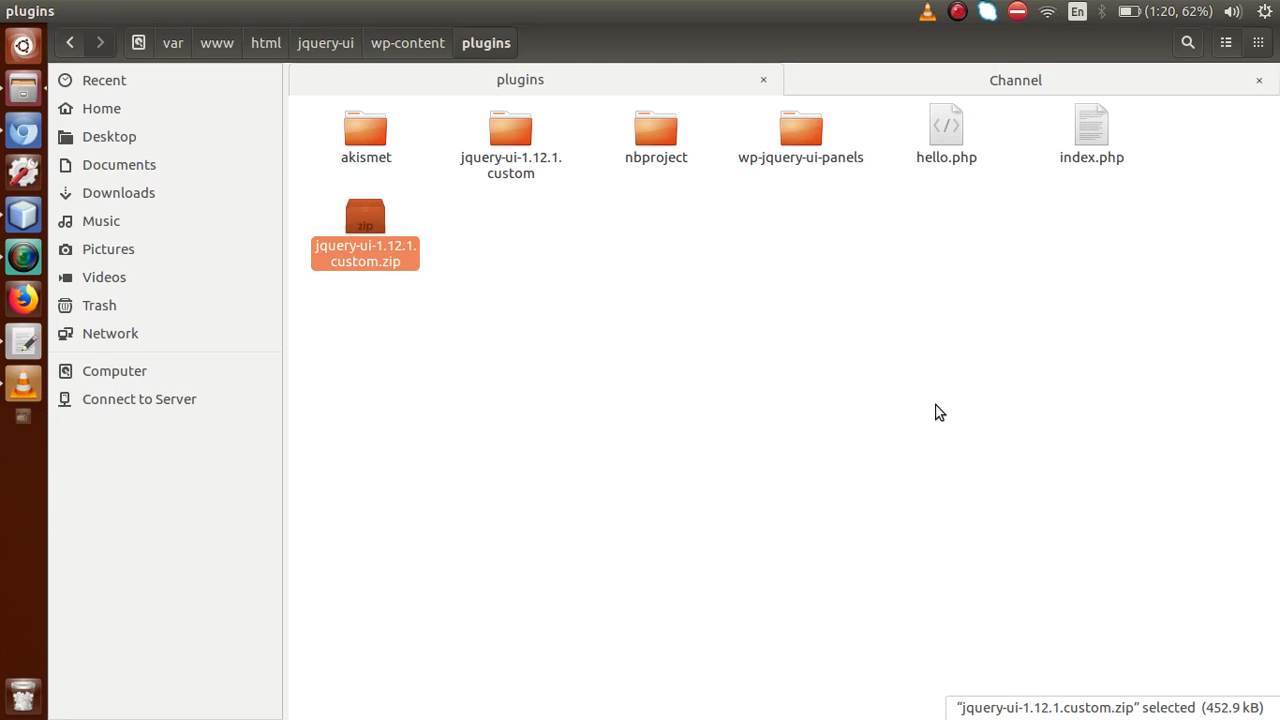 plugins
En
(1:20, 62%)
var
www
html
jquery-ui
wp-content
plugins
Recent
Home
Desktop
Documents
Downloads
Music
Pictures
Videos
Trash
Network
Computer
Connect to Server
plugins
×
Channel
×
akismet
jquery-ui-1.12.1.
custom
nbproject
wp-jquery-ui-panels
hello.php
index.php
zip
jquery-ui-1.12.1.
custom.zip
"jquery-ui-1.12.1.custom.zip" selected (452.9 kB)